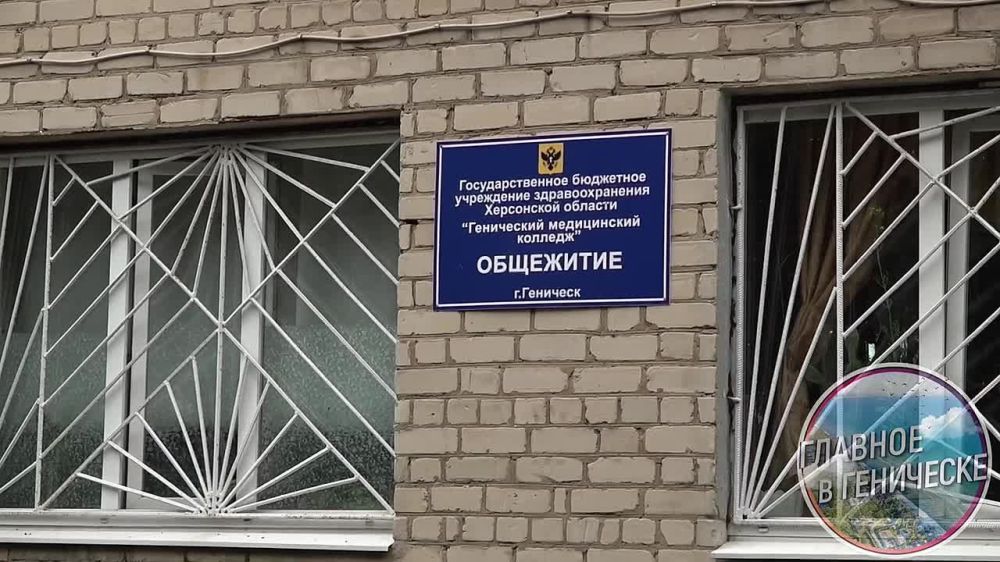 Государственное бюджетное
учреждение здравоохранения
Херсонской области
“Генический медицинский
колледж”
ОБЩЕЖИТИЕ
г.Геническ
ГЛАВНОЕ
В ГЕНИЧЕСКЕ